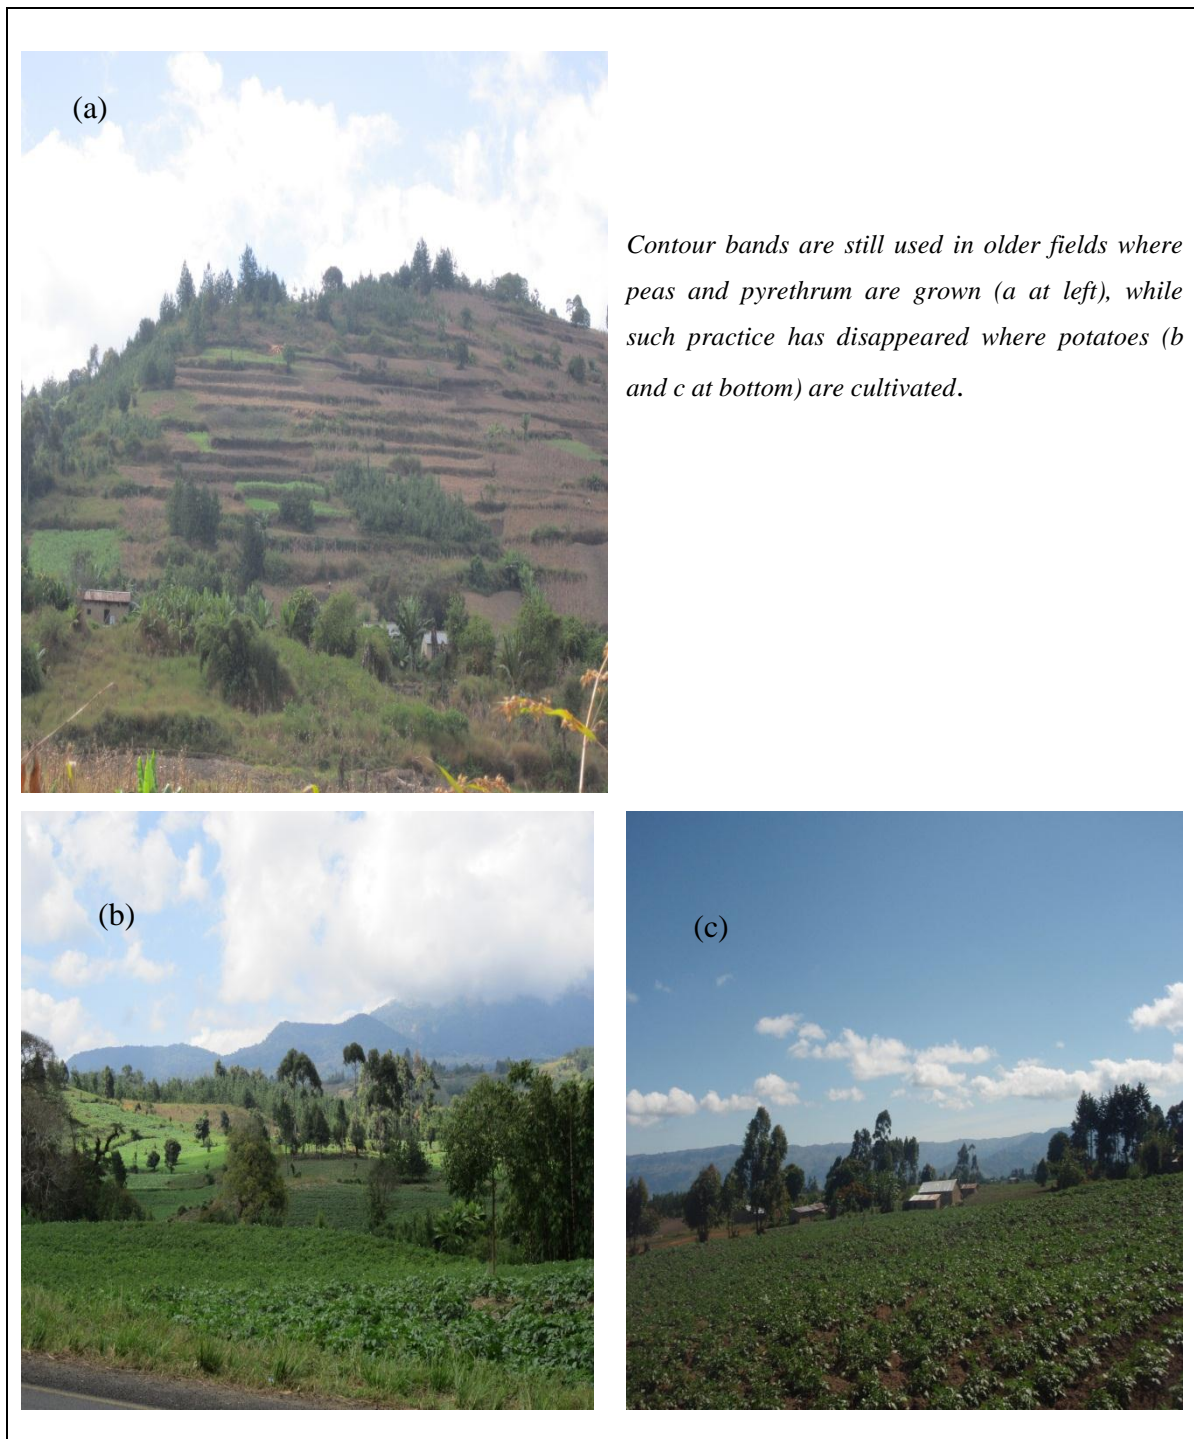 (a)
Contour bands are still used in older fields where
peas and pyrethrum are grown (a at left), while
such practice has disappeared where potatoes (b
and c at bottom) are cultivated.
(b)
(c)